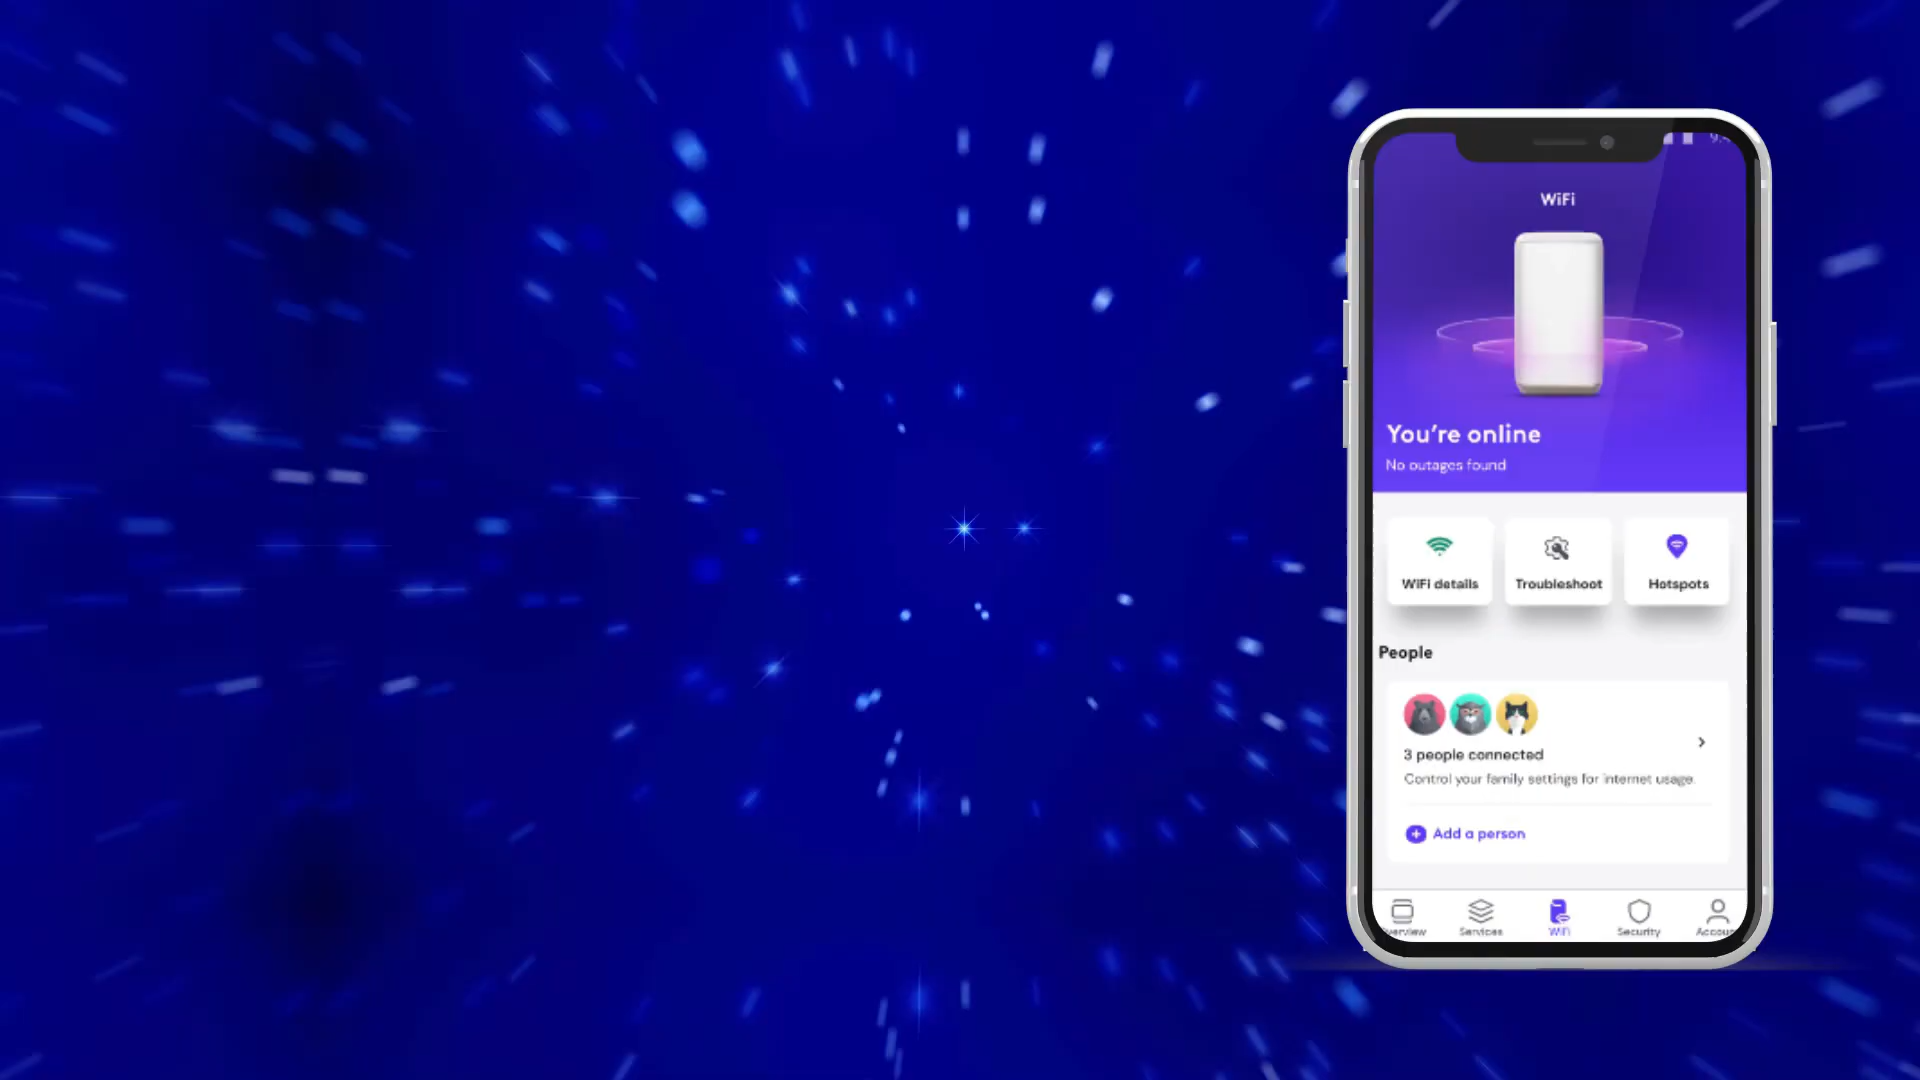 WiFi
You're online
No outages found
WiFi details
Troubleshoot
Hotspots
People
3 people connected
Control your family settings for internet usage.
Add a person
Services
WiFi
Security